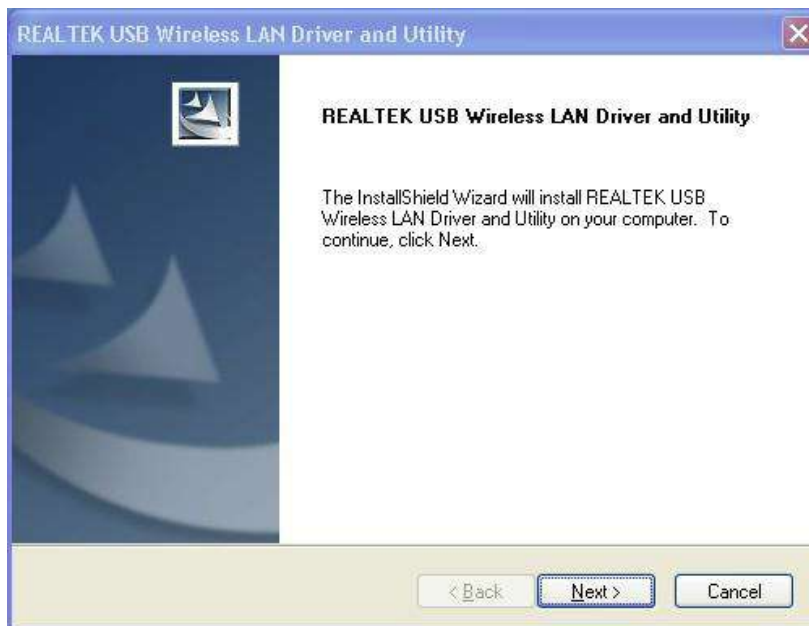 REALTEK USB Wireless LAN Driver and Utility
REALTEK USB Wireless LAN Driver and Utility
The InstallShield Wizard will install REALTEK USB
Wireless LAN Driver and Utility on your computer. To
continue, click Next.
< Back
Next >
Cancel